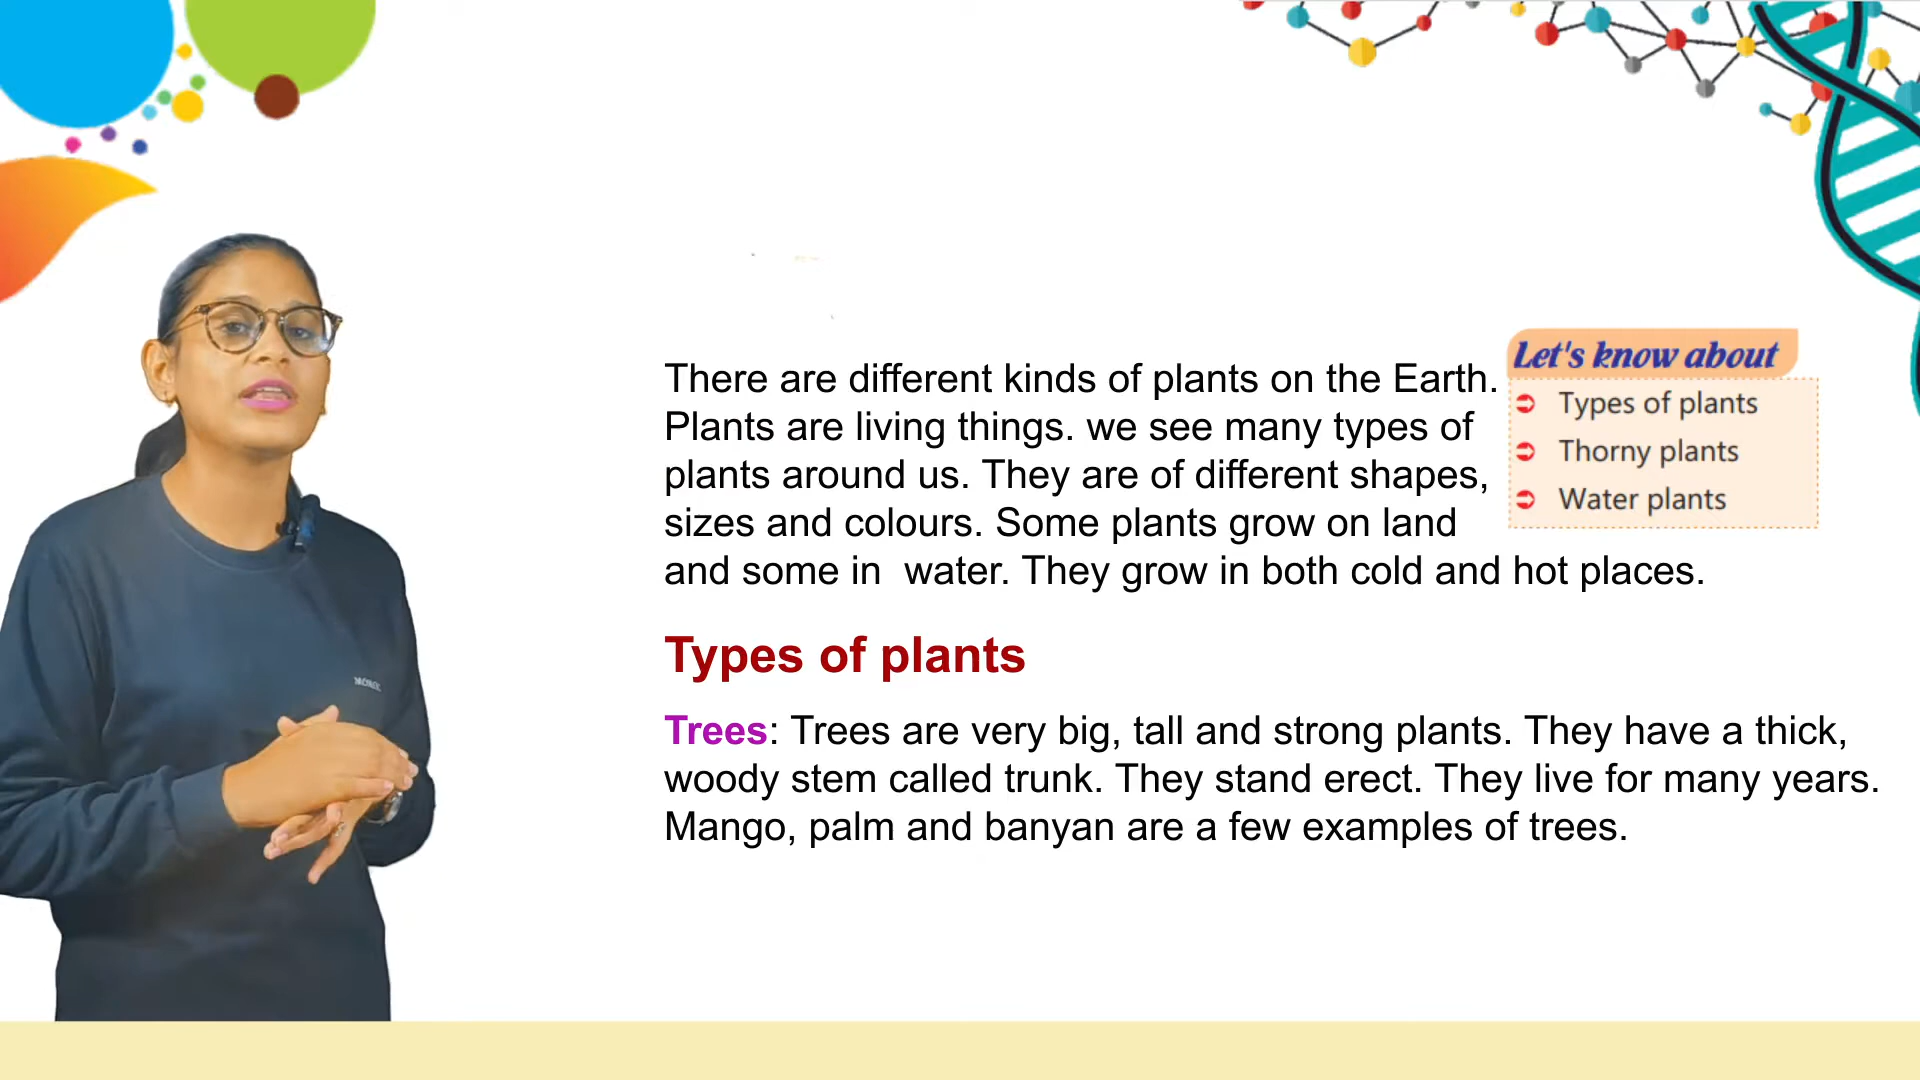 There are different kinds of plants on the Earth.
Plants are living things. we see many types of
plants around us. They are of different shapes,
sizes and colours. Some plants grow on land
and some in  water. They grow in both cold and hot places.
Let's know about
Types of plants
Thorny plants
Water plants
Types of plants
Trees: Trees are very big, tall and strong plants. They have a thick,
woody stem called trunk. They stand erect. They live for many years.
Mango, palm and banyan are a few examples of trees.